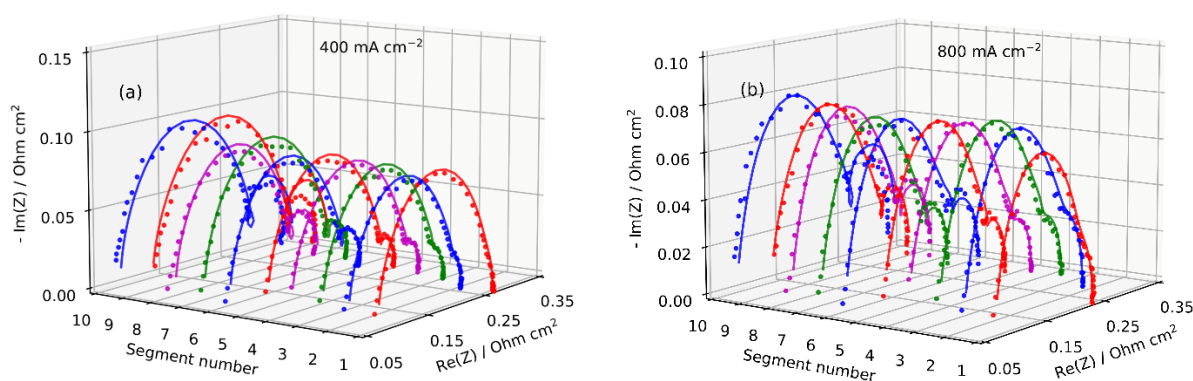 400 mA cm⁻²
(a)
0.15
0.10
0.05
0.00
- Im(Z) / Ohm cm²
10 9 8 7 6 5 4 3 2 1
Segment number
0.05 0.15 0.25 0.35
Re(Z) / Ohm cm²
800 mA cm⁻²
(b)
0.10
0.08
0.06
0.04
0.02
0.00
- Im(Z) / Ohm cm²
10 9 8 7 6 5 4 3 2 1
Segment number
0.05 0.15 0.25 0.35
Re(Z) / Ohm cm²